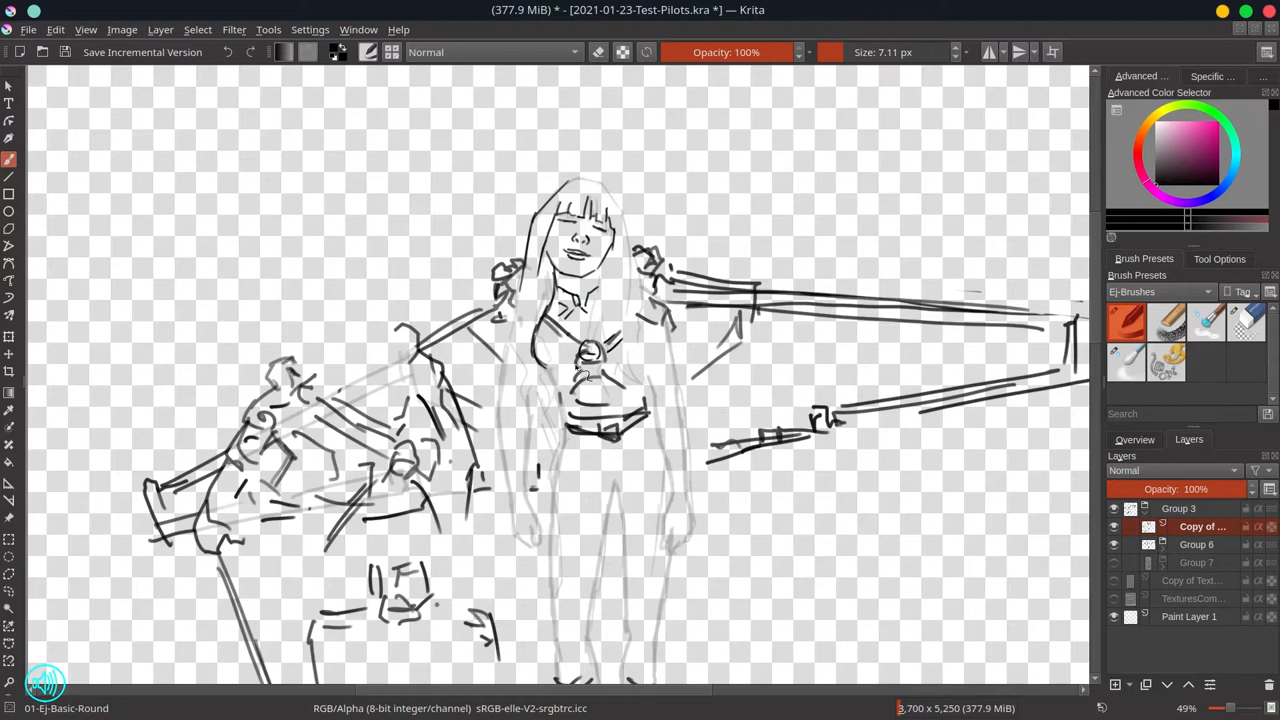 (377.9 MiB) * - [2021-01-23-Test-Pilots.kra *] — Krita
File Edit View Image Layer Select Filter Tools Settings Window Help
Save Incremental Version Normal Opacity: 100% Size: 7.11 px
Advanced ... Specific ... ...
Advanced Color Selector
Brush Presets Tool Options
Brush Presets
Ej-Brushes Tag
Search
Overview Layers
Layers
Normal
Opacity: 100%
Group 3
Copy of ...
Group 6
Group 7
Copy of Text...
TexturesCom...
Paint Layer 1
01-Ej-Basic-Round RGB/Alpha (8-bit integer/channel) sRGB-elle-V2-srgbtrc.icc 3,700 x 5,250 (377.9 MiB) 49%